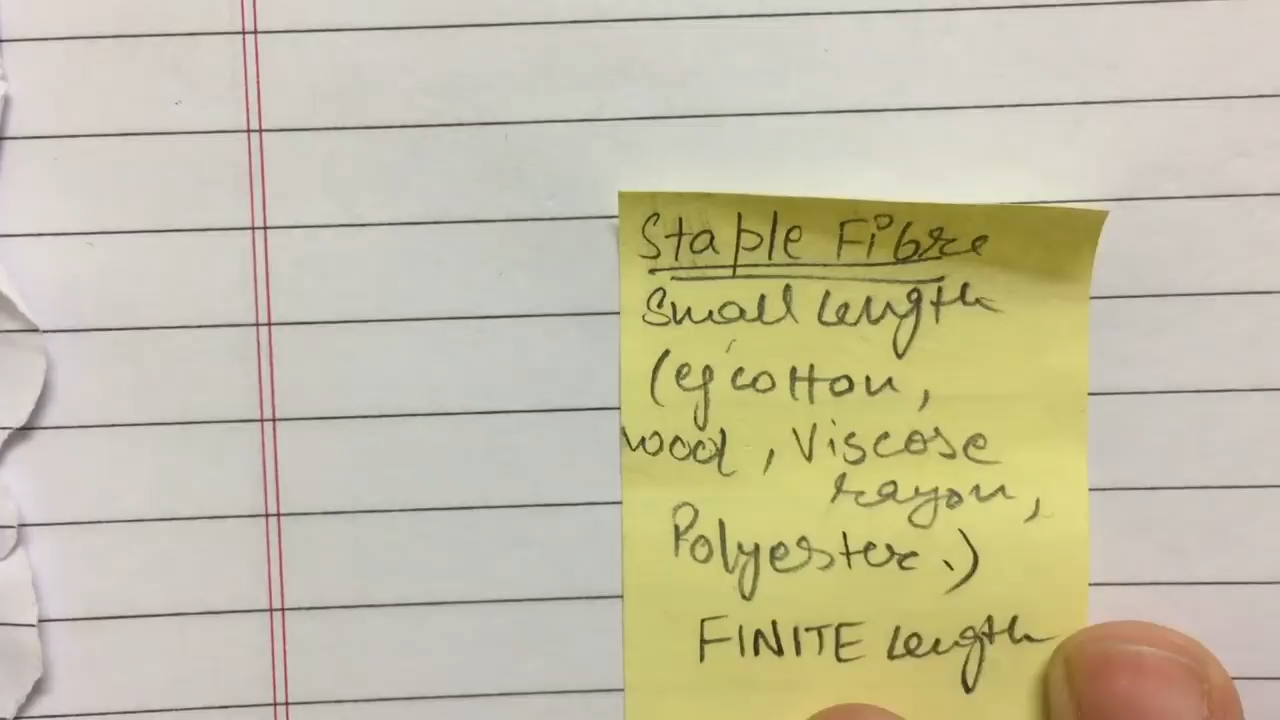 Staple Fibre
Small length
(eg cotton,
wool, Viscose
rayon,
Polyester.)
FINITE length